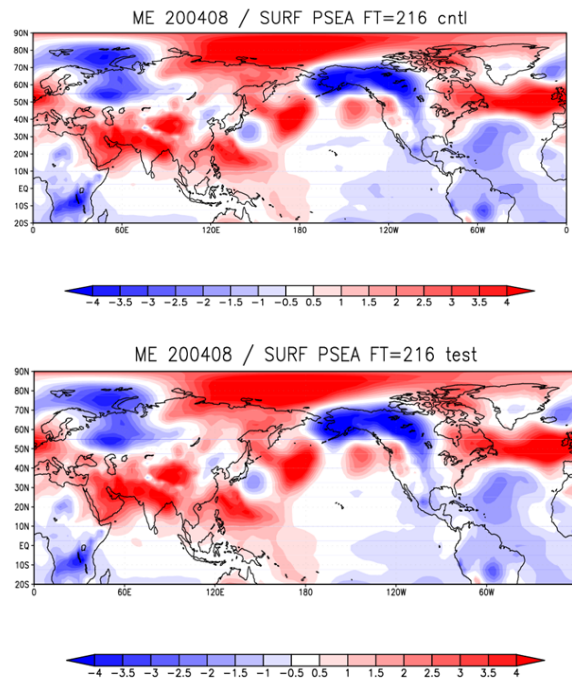 ME 200408 / SURF PSEA FT=216 cntl
90N
80N
70N
60N
50N
40N
30N
20N
10N
EQ
10S
20S
0 60E 120E 180 120W 60W 0
-4 -3.5 -3 -2.5 -2 -1.5 -1 -0.5 0.5 1 1.5 2 2.5 3 3.5 4
ME 200408 / SURF PSEA FT=216 test
90N
80N
70N
60N
50N
40N
30N
20N
10N
EQ
10S
20S
0 60E 120E 180 120W 60W
-4 -3.5 -3 -2.5 -2 -1.5 -1 -0.5 0.5 1 1.5 2 2.5 3 3.5 4